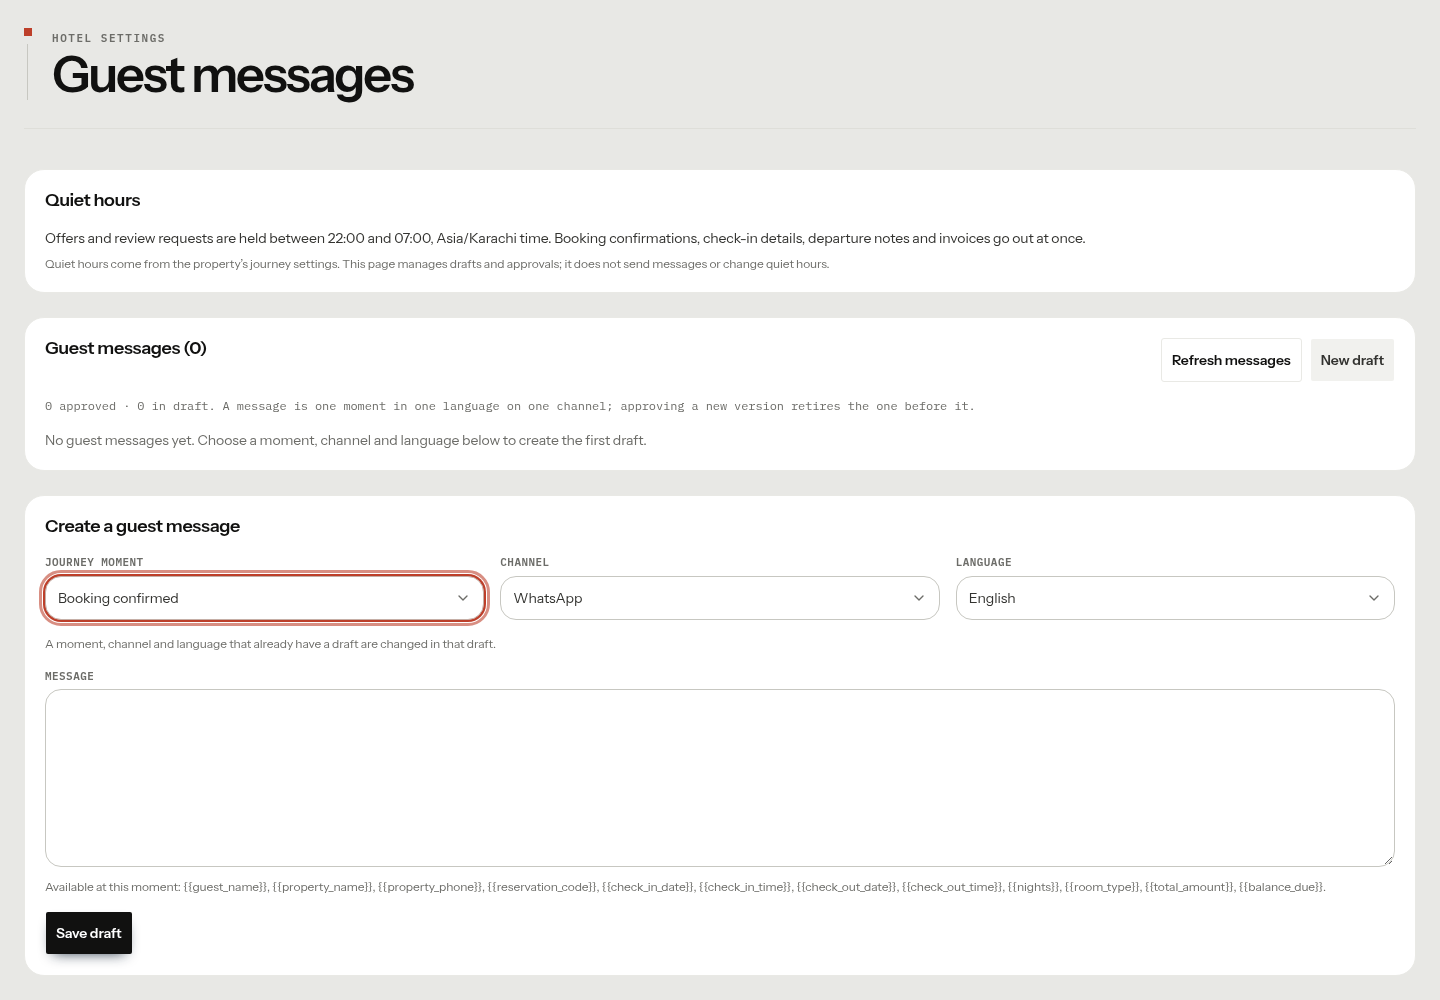 HOTEL SETTINGS
Guest messages
Quiet hours
Offers and review requests are held between 22:00 and 07:00, Asia/Karachi time. Booking confirmations, check-in details, departure notes and invoices go out at once.
Quiet hours come from the property's journey settings. This page manages drafts and approvals; it does not send messages or change quiet hours.
Guest messages (0)
Refresh messages
New draft
0 approved · 0 in draft. A message is one moment in one language on one channel; approving a new version retires the one before it.
No guest messages yet. Choose a moment, channel and language below to create the first draft.
Create a guest message
JOURNEY MOMENT
CHANNEL
LANGUAGE
Booking confirmed
WhatsApp
English
A moment, channel and language that already have a draft are changed in that draft.
MESSAGE
Available at this moment: {{guest_name}}, {{property_name}}, {{property_phone}}, {{reservation_code}}, {{check_in_date}}, {{check_in_time}}, {{check_out_date}}, {{check_out_time}}, {{nights}}, {{room_type}}, {{total_amount}}, {{balance_due}}.
Save draft